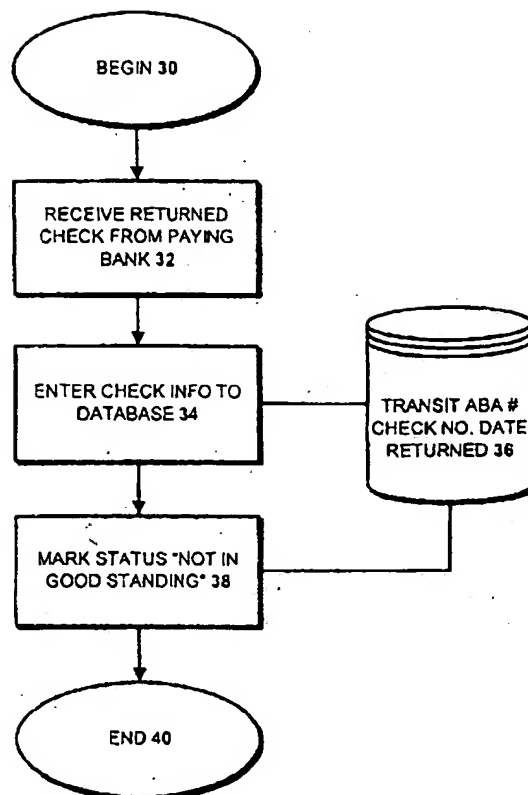 BEGIN 30
RECEIVE RETURNED
CHECK FROM PAYING
BANK 32
ENTER CHECK INFO TO
DATABASE 34
TRANSIT ABA #
CHECK NO. DATE
RETURNED 36
MARK STATUS "NOT IN
GOOD STANDING" 38
END 40